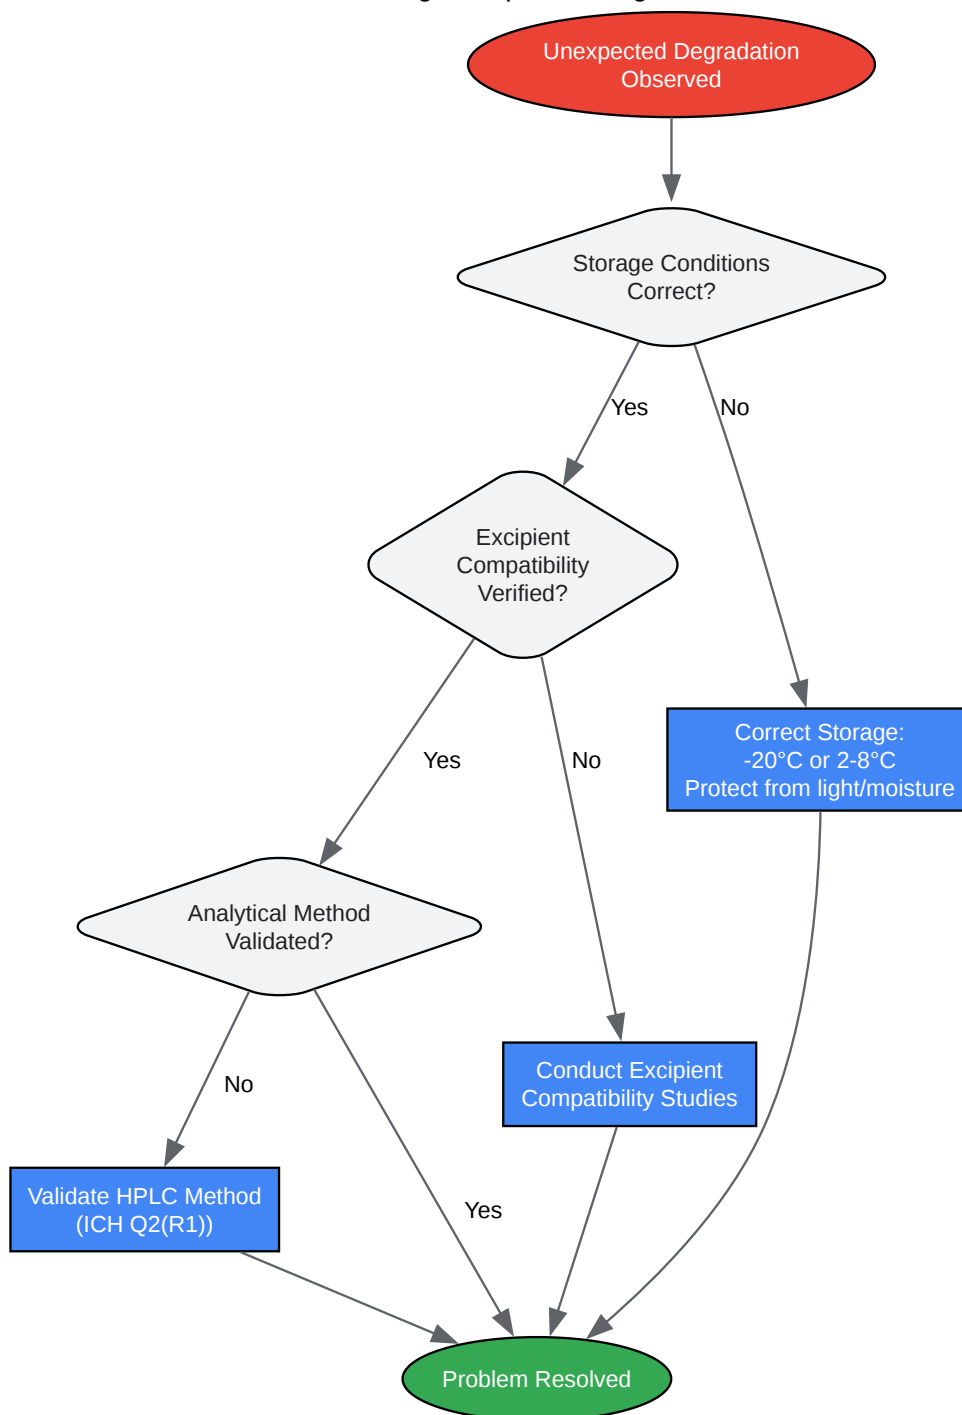 Unexpected Degradation
Observed
Storage Conditions
Correct?
Yes
No
Excipient
Compatibility
Verified?
Correct Storage:
-20°C or 2-8°C
Protect from light/moisture
Yes
No
Analytical Method
Validated?
Conduct Excipient
Compatibility Studies
No
Validate HPLC Method
(ICH Q2(R1))
Yes
Problem Resolved